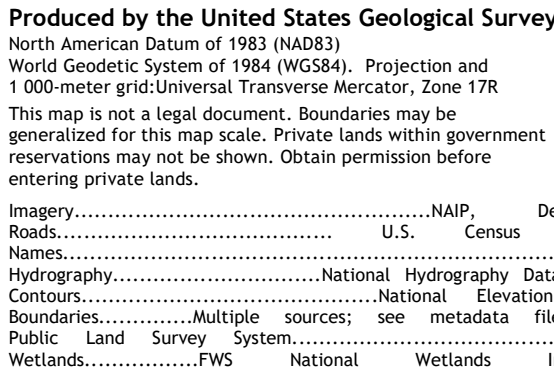 Produced by the United States Geological Survey
North American Datum of 1983 (NAD83)
World Geodetic System of 1984 (WGS84). Projection and
1 000-meter grid:Universal Transverse Mercator, Zone 17R
This map is not a legal document. Boundaries may be
generalized for this map scale. Private lands within government
reservations may not be shown. Obtain permission before
entering private lands.
Imagery..................................................NAIP,
Roads................................... U.S. Census
Names....................................................
Hydrography..............................National Hydrography
Contours.........................................National Elevation
Boundaries.............Multiple sources; see metadata
Public Land Survey System................................
Wetlands................FWS National Wetlands